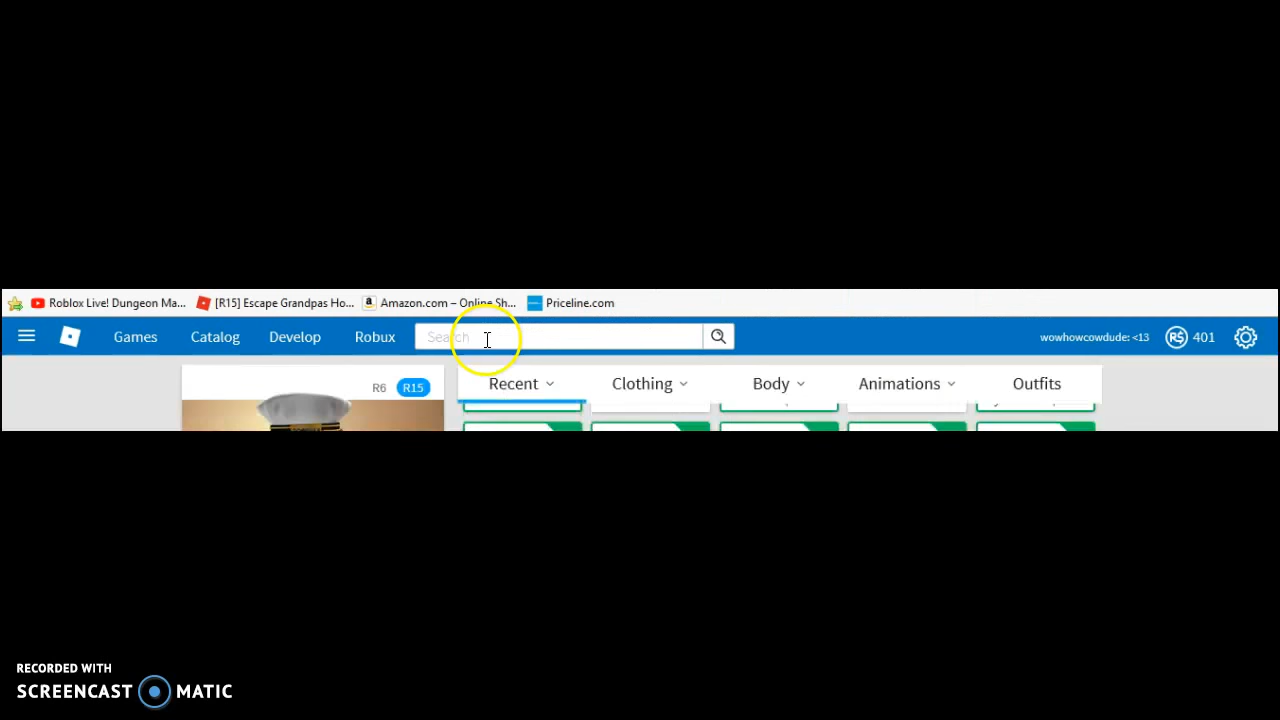 Roblox Live! Dungeon Ma... [R15] Escape Grandpas Ho... Amazon.com – Online Sh... Priceline.com
Games Catalog Develop Robux Search wowhowcowdude: <13 R$ 401
R6 R15 Recent Clothing Body Animations Outfits
RECORDED WITH
SCREENCAST MATIC